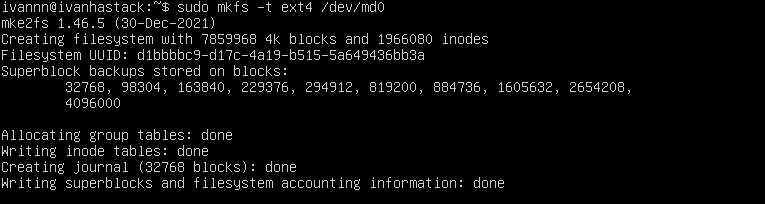 ivannn@ivanhastack:~$ sudo mkfs -t ext4 /dev/md0
mke2fs 1.46.5 (30-Dec-2021)
Creating filesystem with 7859968 4k blocks and 1966080 inodes
Filesystem UUID: d1bbbbc9-d17c-4a19-b515-5a649436bb3a
Superblock backups stored on blocks:
32768, 98304, 163840, 229376, 294912, 819200, 884736, 1605632, 2654208,
4096000
Allocating group tables: done
Writing inode tables: done
Creating journal (32768 blocks): done
Writing superblocks and filesystem accounting information: done